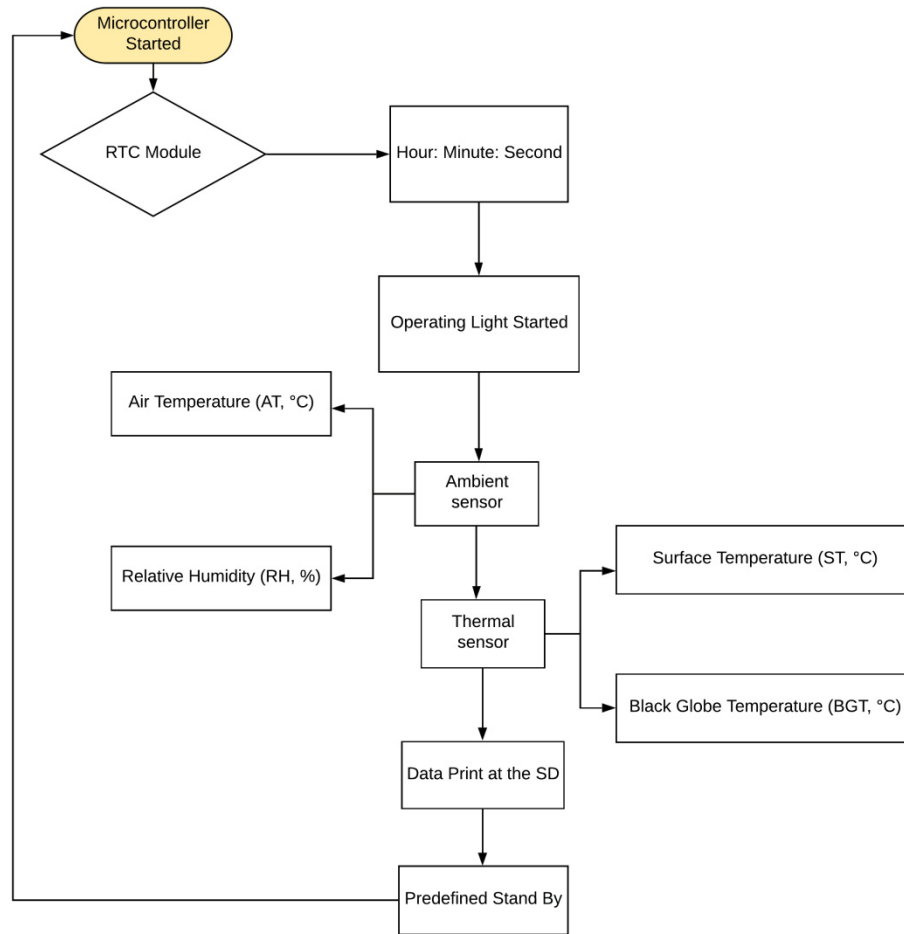 Microcontroller
Started
RTC Module
Hour: Minute: Second
Operating Light Started
Air Temperature (AT, °C)
Ambient
sensor
Relative Humidity (RH, %)
Surface Temperature (ST, °C)
Thermal
sensor
Black Globe Temperature (BGT, °C)
Data Print at the SD
Predefined Stand By